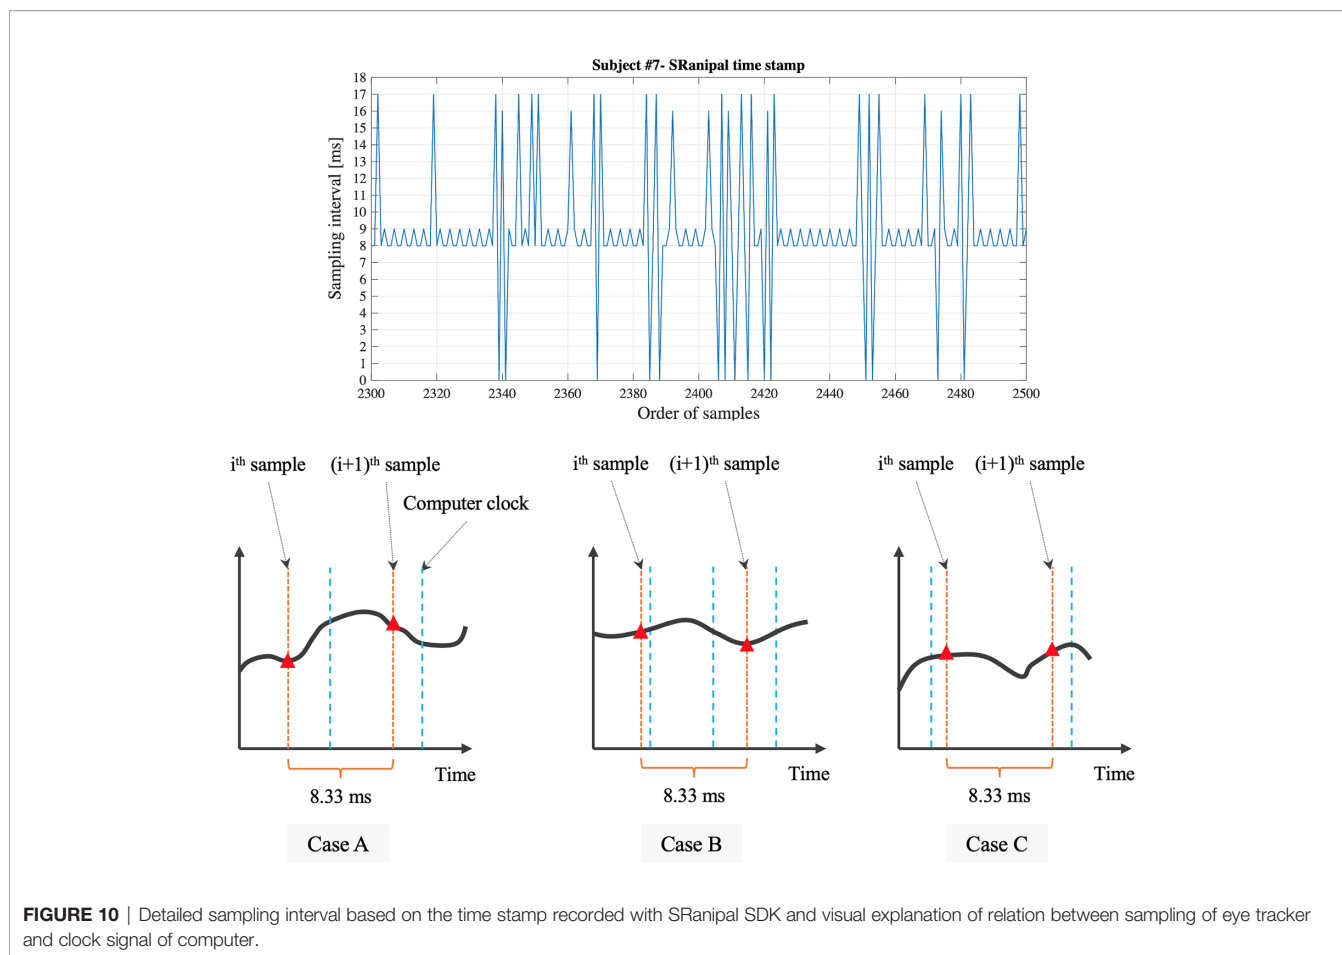 Subject #7- SRanipal time stamp
18
17
16
15
14
13
12
11
10
9
8
7
6
5
4
3
2
1
0
Sampling interval [ms]
2300 2320 2340 2360 2380 2400 2420 2440 2460 2480 2500
Order of samples
iᵗʰ sample (i+1)ᵗʰ sample
Computer clock
Time
8.33 ms
Case A
iᵗʰ sample (i+1)ᵗʰ sample
Time
8.33 ms
Case B
iᵗʰ sample (i+1)ᵗʰ sample
Time
8.33 ms
Case C
FIGURE 10 | Detailed sampling interval based on the time stamp recorded with SRanipal SDK and visual explanation of relation between sampling of eye tracker
and clock signal of computer.